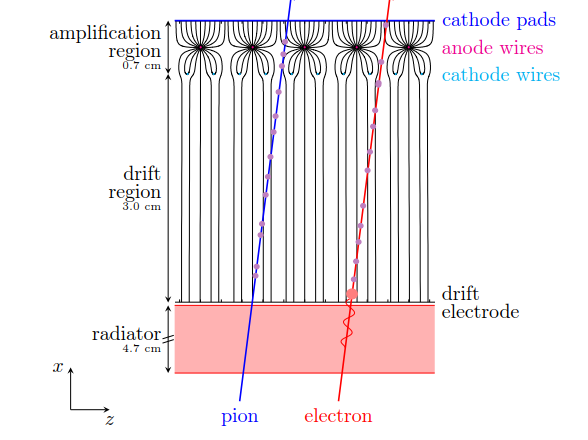 cathode pads
amplification
region
0.7 cm
anode wires
cathode wires
drift
region
3.0 cm
drift
electrode
radiator
4.7 cm
x
z
pion
electron